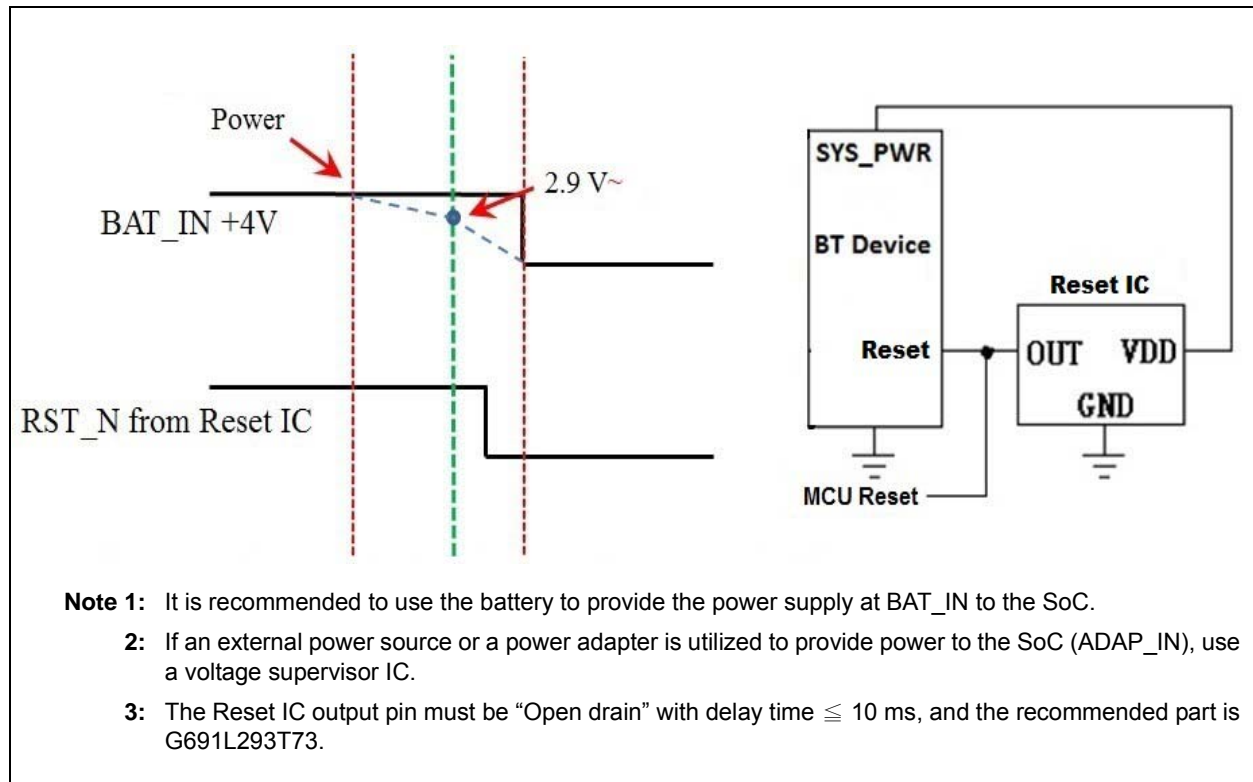 Power
2.9 V~
BAT_IN +4V
RST_N from Reset IC
SYS_PWR
BT Device
Reset
Reset IC
OUT VDD
GND
MCU Reset
Note 1: It is recommended to use the battery to provide the power supply at BAT_IN to the SoC.
2: If an external power source or a power adapter is utilized to provide power to the SoC (ADAP_IN), use
a voltage supervisor IC.
3: The Reset IC output pin must be “Open drain” with delay time ≦ 10 ms, and the recommended part is
G691L293T73.